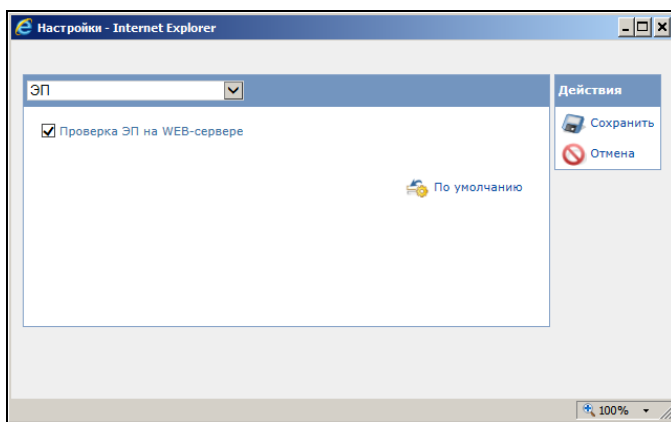 Настройки - Internet Explorer
ЭП
Действия
Проверка ЭП на WEB-сервере
Сохранить
Отмена
По умолчанию
100%